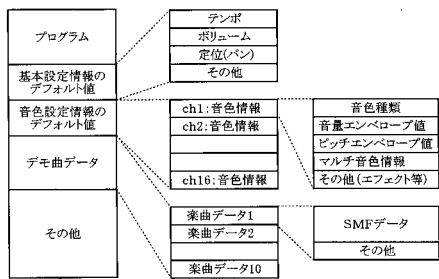 プログラム
基本設定情報の
デフォルト値
音色設定情報の
デフォルト値
デモ曲データ
その他
テンポ
ボリューム
定位(パン)
その他
ch1:音色情報
ch2:音色情報
ch16:音色情報
音色種類
音量エンベロープ値
ピッチエンベロープ値
マルチ音色情報
その他(エフェクト等)
楽曲データ1
楽曲データ2
楽曲データ10
SMFデータ
その他